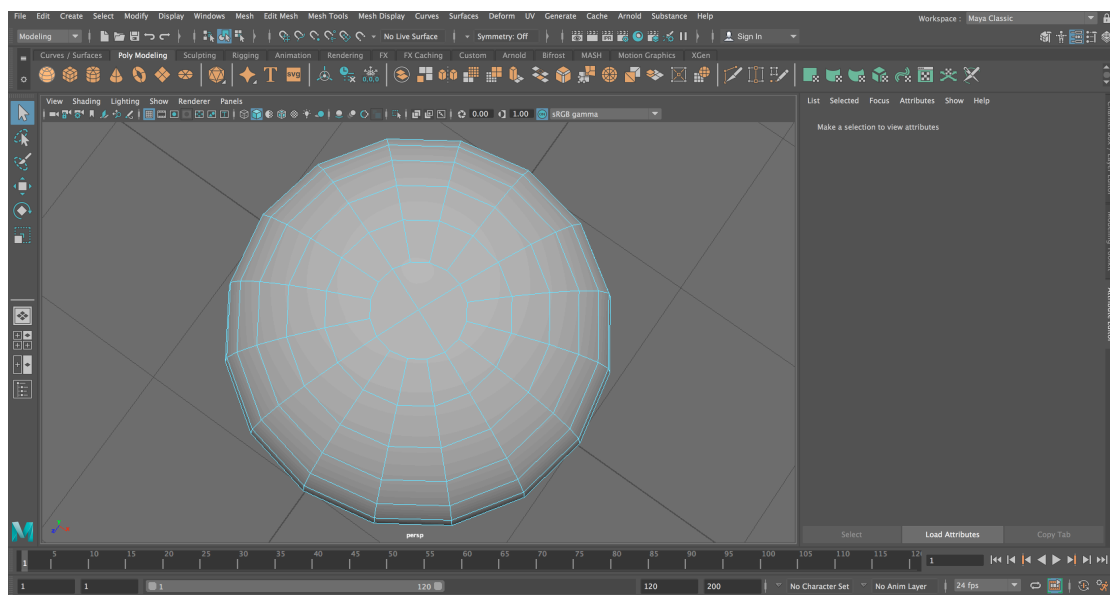 File Edit Create Select Modify Display Windows Mesh Edit Mesh Mesh Tools Mesh Display Curves Surfaces Deform UV Generate Cache Arnold Substance Help Workspace : Maya Classic
Modeling No Live Surface Symmetry: Off Sign In
Curves / Surfaces Poly Modeling Sculpting Rigging Animation Rendering FX FX Caching Custom Arnold Bifrost MASH Motion Graphics XGen
View Shading Lighting Show Renderer Panels List Selected Focus Attributes Show Help
0.00 1.00 sRGB gamma
Make a selection to view attributes
persp
Select Load Attributes Copy Tab
1 5 10 15 20 25 30 35 40 45 50 55 60 65 70 75 80 85 90 95 100 105 110 115 1
1 1 1 120 120 200 No Character Set No Anim Layer 24 fps